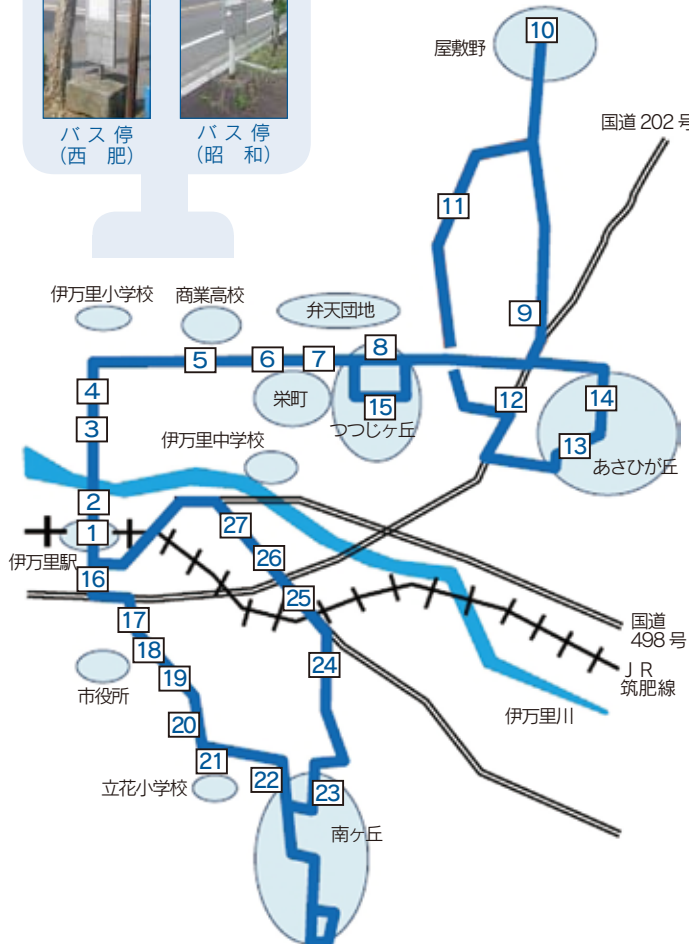 バス停
(西 肥)
バス停
(昭 和)
10
屋敷野
国道 202 号
11
伊万里小学校
商業高校
弁天団地
9
5
6
7
8
4
栄町
15
12
14
3
つつじヶ丘
伊万里中学校
13
あさひが丘
2
27
1
伊万里駅
26
16
25
17
国道
498 号
18
24
JR
筑肥線
19
市役所
伊万里川
20
21
22
23
立花小学校
南ヶ丘